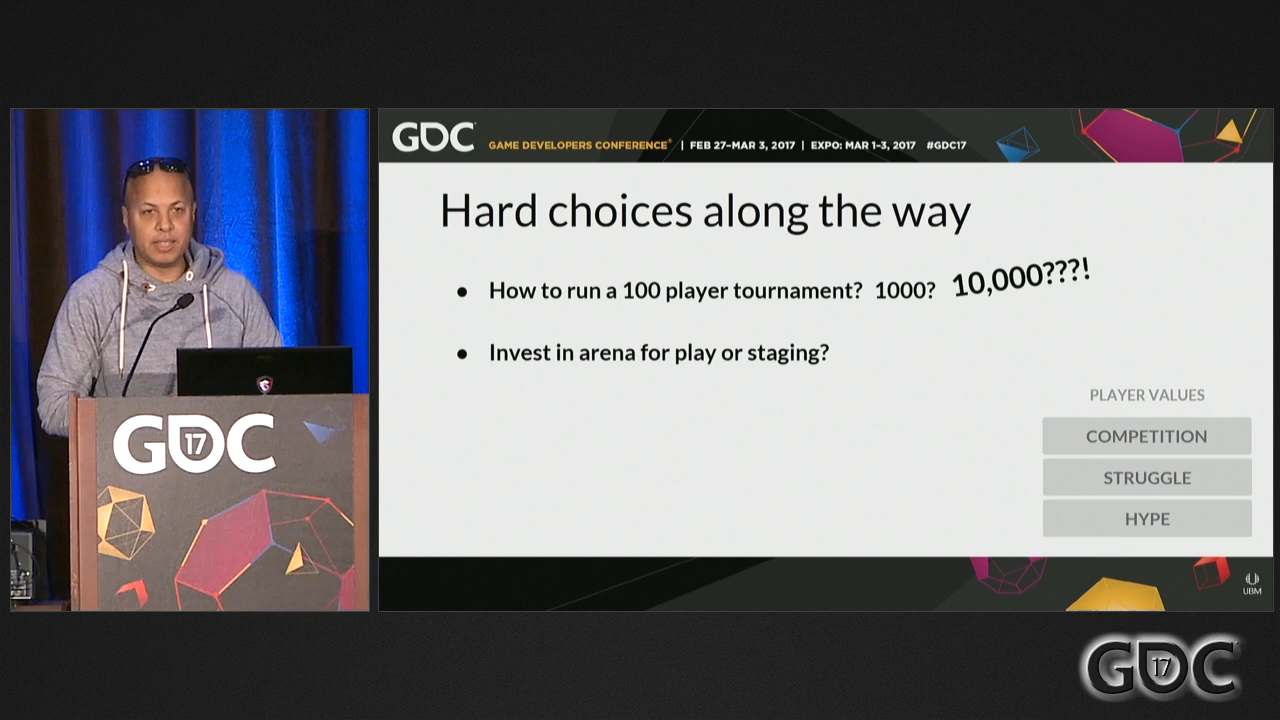 GDC
GAME DEVELOPERS CONFERENCE® | FEB 27–MAR 3, 2017 | EXPO: MAR 1–3, 2017 #GDC17
Hard choices along the way
● How to run a 100 player tournament? 1000? 10,000???!
● Invest in arena for play or staging?
PLAYER VALUES
COMPETITION
STRUGGLE
HYPE
GDC
17
UBM
GDC
17